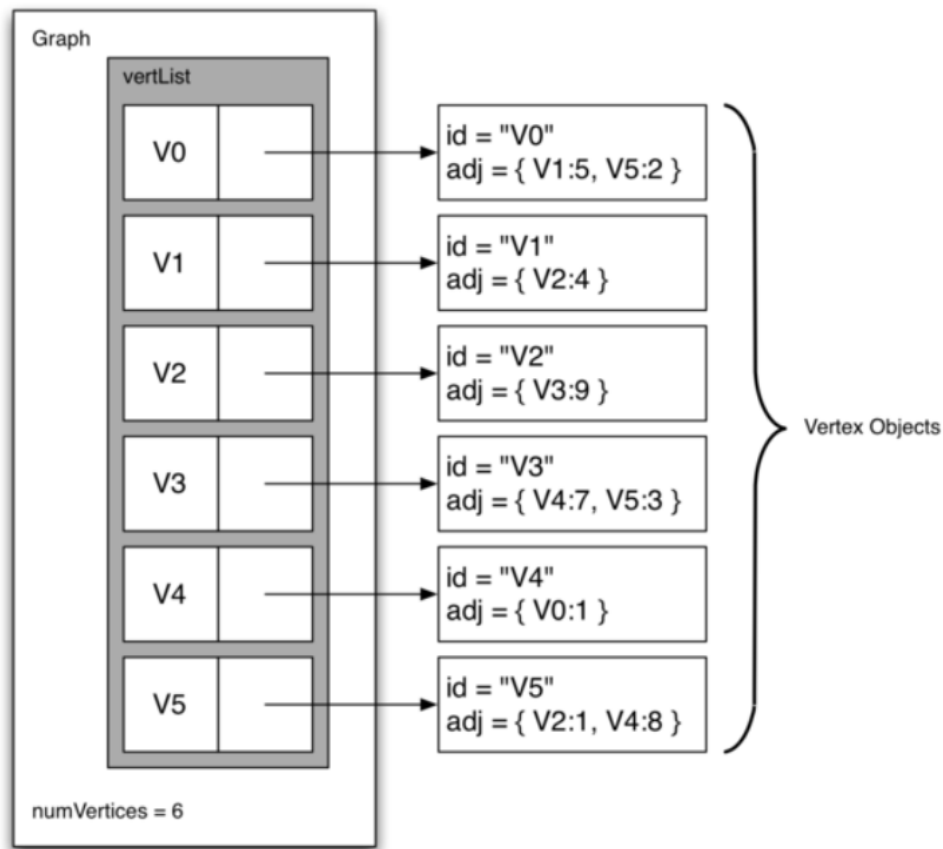 Graph
vertList
V0
id = "V0"
adj = { V1:5, V5:2 }
V1
id = "V1"
adj = { V2:4 }
V2
id = "V2"
adj = { V3:9 }
V3
id = "V3"
adj = { V4:7, V5:3 }
V4
id = "V4"
adj = { V0:1 }
V5
id = "V5"
adj = { V2:1, V4:8 }
Vertex Objects
numVertices = 6